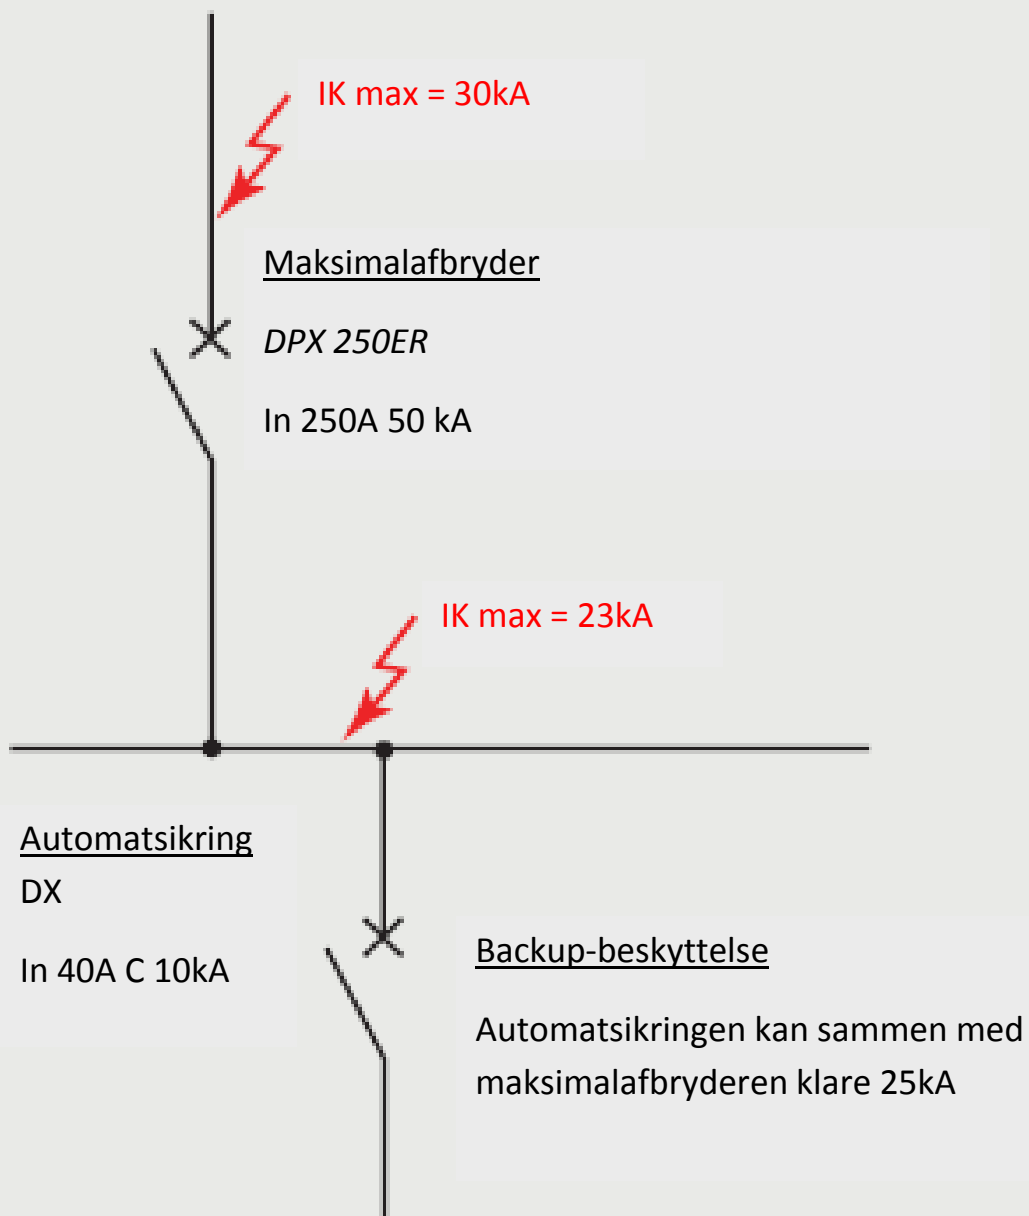 IK max = 30kA
Maksimalafbryder
DPX 250ER
In 250A 50 kA
IK max = 23kA
Automatsikring
DX
In 40A C 10kA
Backup-beskyttelse
Automatsikringen kan sammen med
maksimalafbryderen klare 25kA